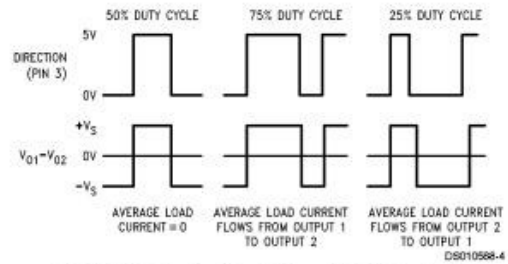 50% DUTY CYCLE 75% DUTY CYCLE 25% DUTY CYCLE
5V
DIRECTION
(PIN 3)
0V
+VS
VO1-VO2 0V
-VS
AVERAGE LOAD CURRENT = 0
AVERAGE LOAD CURRENT FLOWS FROM OUTPUT 1 TO OUTPUT 2
AVERAGE LOAD CURRENT FLOWS FROM OUTPUT 2 TO OUTPUT 1
DS010568-4